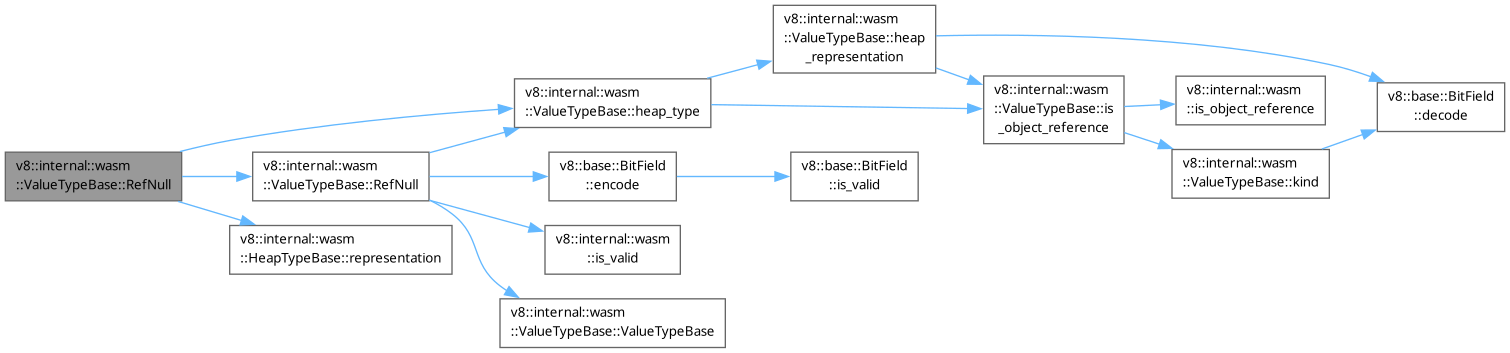 v8::internal::wasm
::ValueTypeBase::RefNull
v8::internal::wasm
::ValueTypeBase::RefNull
v8::internal::wasm
::HeapTypeBase::representation
v8::internal::wasm
::ValueTypeBase::heap_type
v8::base::BitField
::encode
v8::internal::wasm
::is_valid
v8::internal::wasm
::ValueTypeBase::ValueTypeBase
v8::internal::wasm
::ValueTypeBase::heap
_representation
v8::base::BitField
::is_valid
v8::internal::wasm
::ValueTypeBase::is
_object_reference
v8::internal::wasm
::is_object_reference
v8::internal::wasm
::ValueTypeBase::kind
v8::base::BitField
::decode